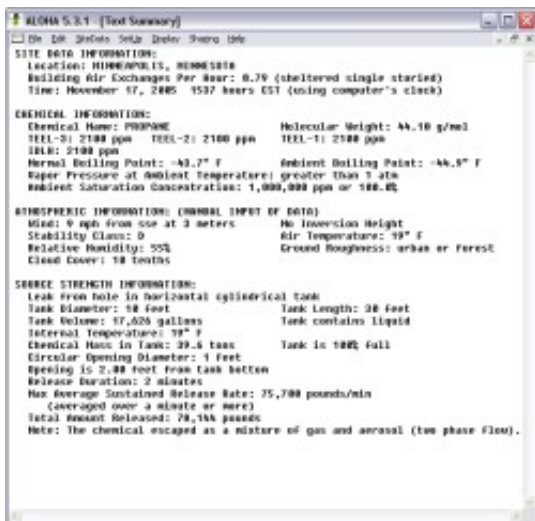 ALOHA 5.3.1 - [Text Summary]
File Edit SiteData SetUp Display Sharing Help
SITE DATA INFORMATION:
Location: MINNEAPOLIS, MINNESOTA
Building Air Exchanges Per Hour: 0.79 (sheltered single storied)
Time: November 17, 2005 1537 hours CST (using computer's clock)
CHEMICAL INFORMATION:
Chemical Name: PROPANE Molecular Weight: 44.10 g/mol
TEEL-3: 2100 ppm TEEL-2: 2100 ppm TEEL-1: 2100 ppm
IDLH: 2100 ppm
Normal Boiling Point: -43.7° F Ambient Boiling Point: -44.9° F
Vapor Pressure at Ambient Temperature: greater than 1 atm
Ambient Saturation Concentration: 1,000,000 ppm or 100.0%
ATMOSPHERIC INFORMATION: (MANUAL INPUT OF DATA)
Wind: 9 mph from sse at 3 meters No Inversion Height
Stability Class: D Air Temperature: 19° F
Relative Humidity: 55% Ground Roughness: urban or forest
Cloud Cover: 10 tenths
SOURCE STRENGTH INFORMATION:
Leak from hole in horizontal cylindrical tank
Tank Diameter: 10 feet Tank Length: 30 feet
Tank Volume: 17,626 gallons Tank contains liquid
Internal Temperature: 19° F
Chemical Mass in Tank: 39.6 tons Tank is 100% full
Circular Opening Diameter: 1 feet
Opening is 2.00 feet from tank bottom
Release Duration: 2 minutes
Max Average Sustained Release Rate: 75,700 pounds/min
(averaged over a minute or more)
Total Amount Released: 78,144 pounds
Note: The chemical escaped as a mixture of gas and aerosol (two phase flow).